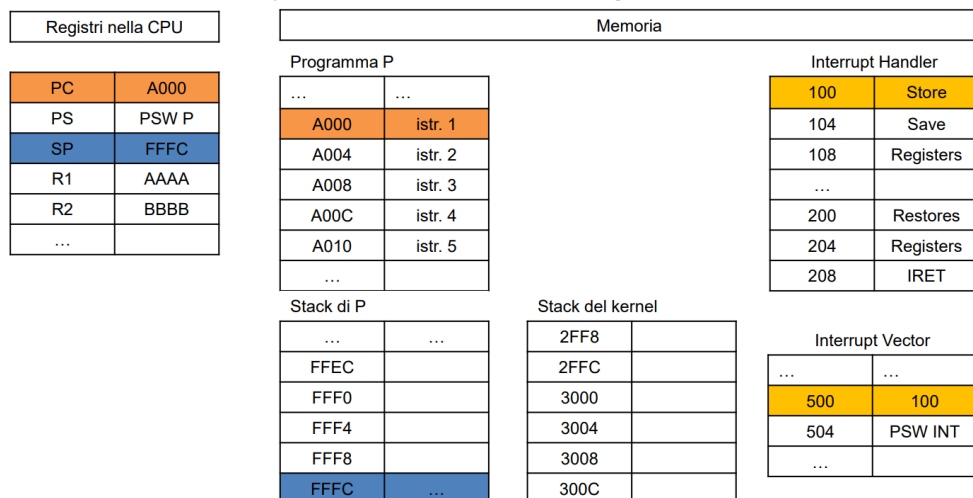 Registri nella CPU
Memoria
PC A000
PS PSW P
SP FFFC
R1 AAAA
R2 BBBB
…
Programma P
… …
A000 istr. 1
A004 istr. 2
A008 istr. 3
A00C istr. 4
A010 istr. 5
…
Interrupt Handler
100 Store
104 Save
108 Registers
…
200 Restores
204 Registers
208 IRET
Stack di P
… …
FFEC
FFF0
FFF4
FFF8
FFFC …
Stack del kernel
2FF8
2FFC
3000
3004
3008
300C
Interrupt Vector
… …
500 100
504 PSW INT
…